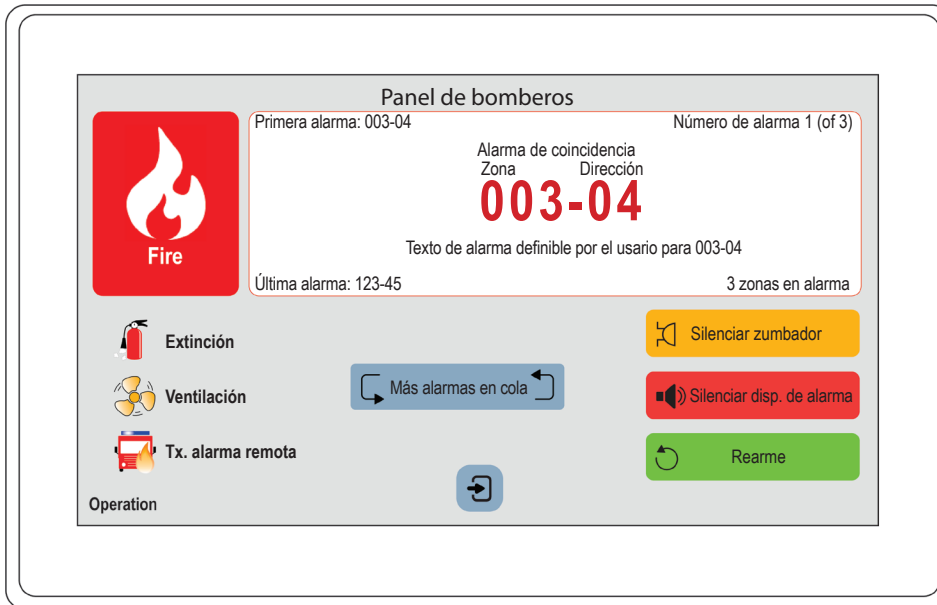 Panel de bomberos
Primera alarma: 003-04
Número de alarma 1 (of 3)
Alarma de coincidencia
Zona Dirección
003-04
Texto de alarma definible por el usario para 003-04
Última alarma: 123-45
3 zonas en alarma
Fire
Extinción
Ventilación
Tx. alarma remota
Más alarmas en cola
Silenciar zumbador
Silenciar disp. de alarma
Rearme
Operation